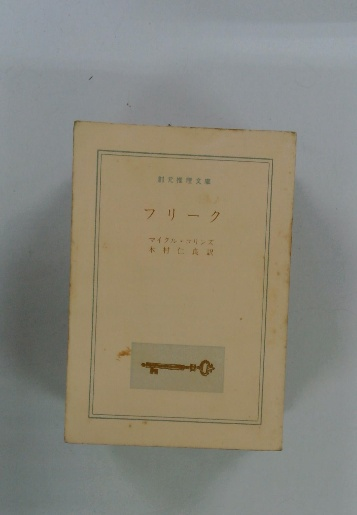 創元推理文庫
フリーク
マイクル・コリンズ
木村仁良訳